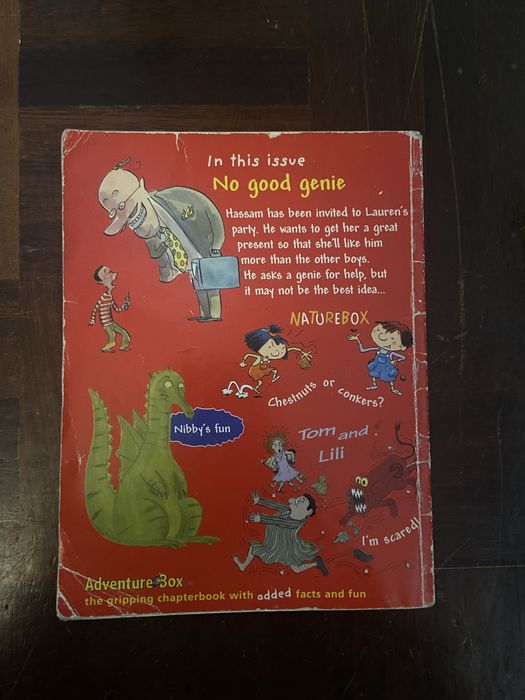 In this issue
No good genie
Hassam has been invited to Lauren's
party. He wants to get her a great
present so that she'll like him
more than the other boys.
He asks a genie for help, but
it may not be the best idea...
NATUREBOX
Chestnuts or conkers?
Nibby's fun
Tom and
Lili
I'm scared!
Adventure Box
the gripping chapterbook with added facts and fun